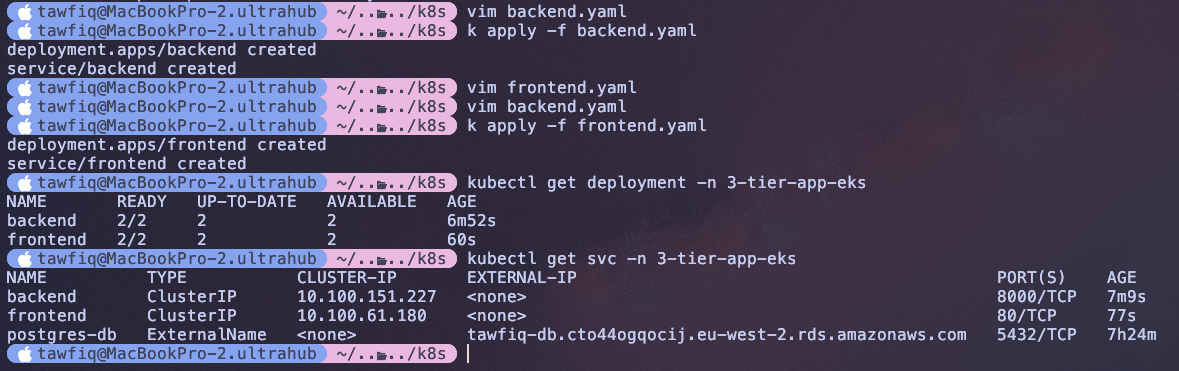 tawfiq@MacBookPro-2.ultrahub ~/..../k8s vim backend.yaml
tawfiq@MacBookPro-2.ultrahub ~/..../k8s k apply -f backend.yaml
deployment.apps/backend created
service/backend created
tawfiq@MacBookPro-2.ultrahub ~/..../k8s vim frontend.yaml
tawfiq@MacBookPro-2.ultrahub ~/..../k8s vim backend.yaml
tawfiq@MacBookPro-2.ultrahub ~/..../k8s k apply -f frontend.yaml
deployment.apps/frontend created
service/frontend created
tawfiq@MacBookPro-2.ultrahub ~/..../k8s kubectl get deployment -n 3-tier-app-eks
NAME READY UP-TO-DATE AVAILABLE AGE
backend 2/2 2 2 6m52s
frontend 2/2 2 2 60s
tawfiq@MacBookPro-2.ultrahub ~/..../k8s kubectl get svc -n 3-tier-app-eks
NAME TYPE CLUSTER-IP EXTERNAL-IP PORT(S) AGE
backend ClusterIP 10.100.151.227 <none> 8000/TCP 7m9s
frontend ClusterIP 10.100.61.180 <none> 80/TCP 77s
postgres-db ExternalName <none> tawfiq-db.cto44ogqocij.eu-west-2.rds.amazonaws.com 5432/TCP 7h24m
tawfiq@MacBookPro-2.ultrahub ~/..../k8s